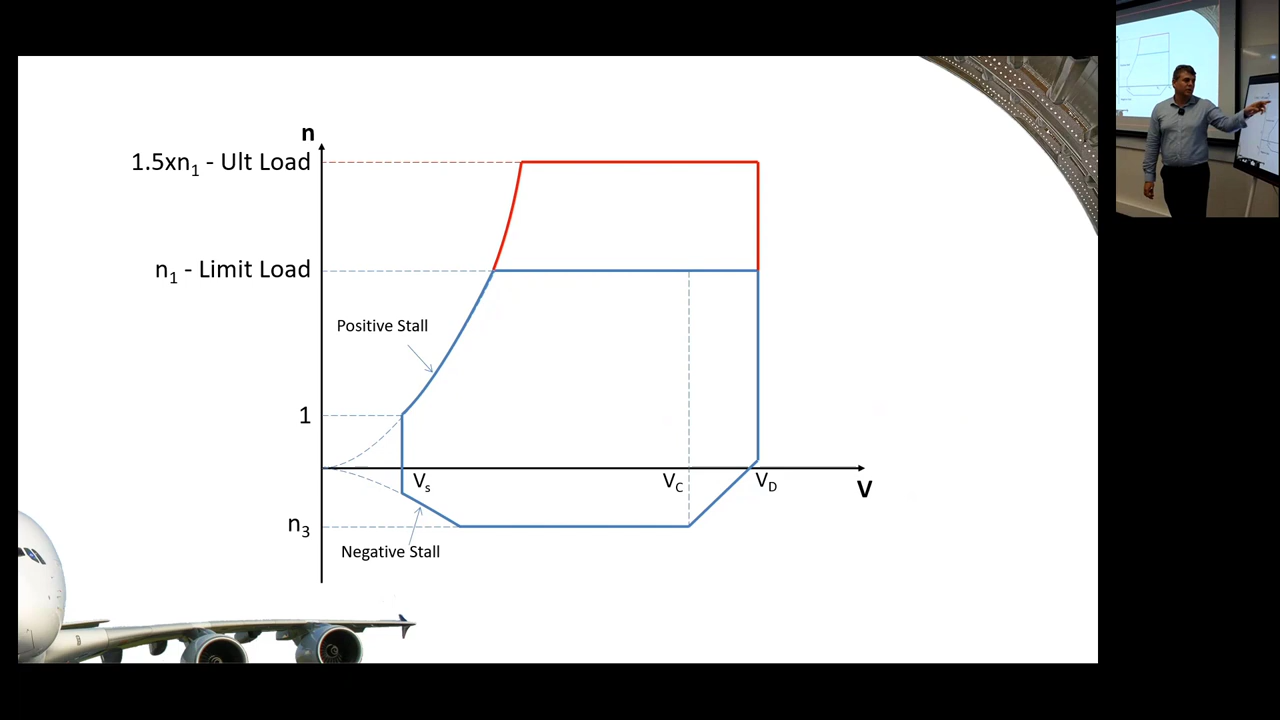 n
1.5xn1 - Ult Load
n1 - Limit Load
Positive Stall
1
Vs
VC
VD
V
n3
Negative Stall